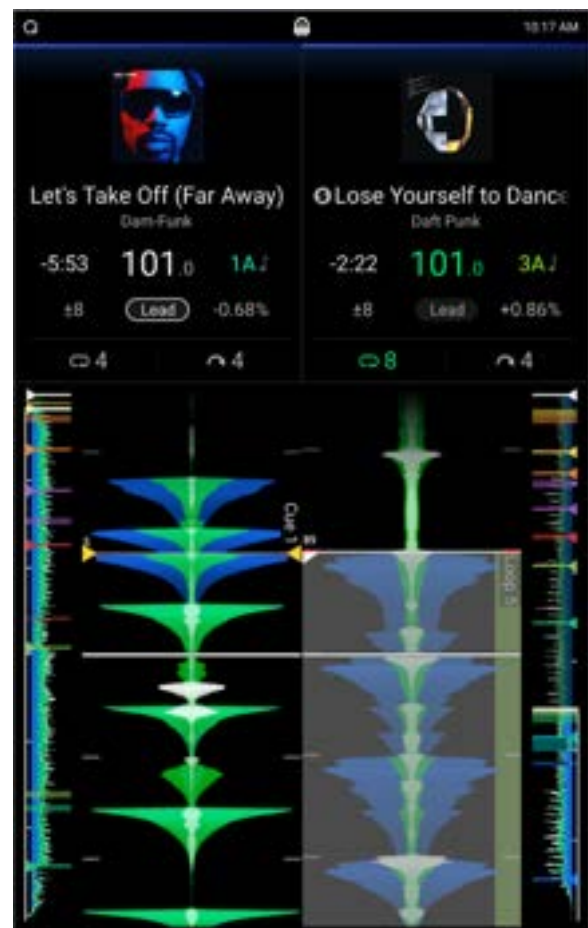 10:17 AM
Let's Take Off (Far Away)
Dam-Funk
-5:53 101.0 1A
±8 Lead -0.68%
4 4
Lose Yourself to Dance
Daft Punk
-2:22 101.0 3A
±8 Lead +0.86%
8 4
Cue 1
Loop 5